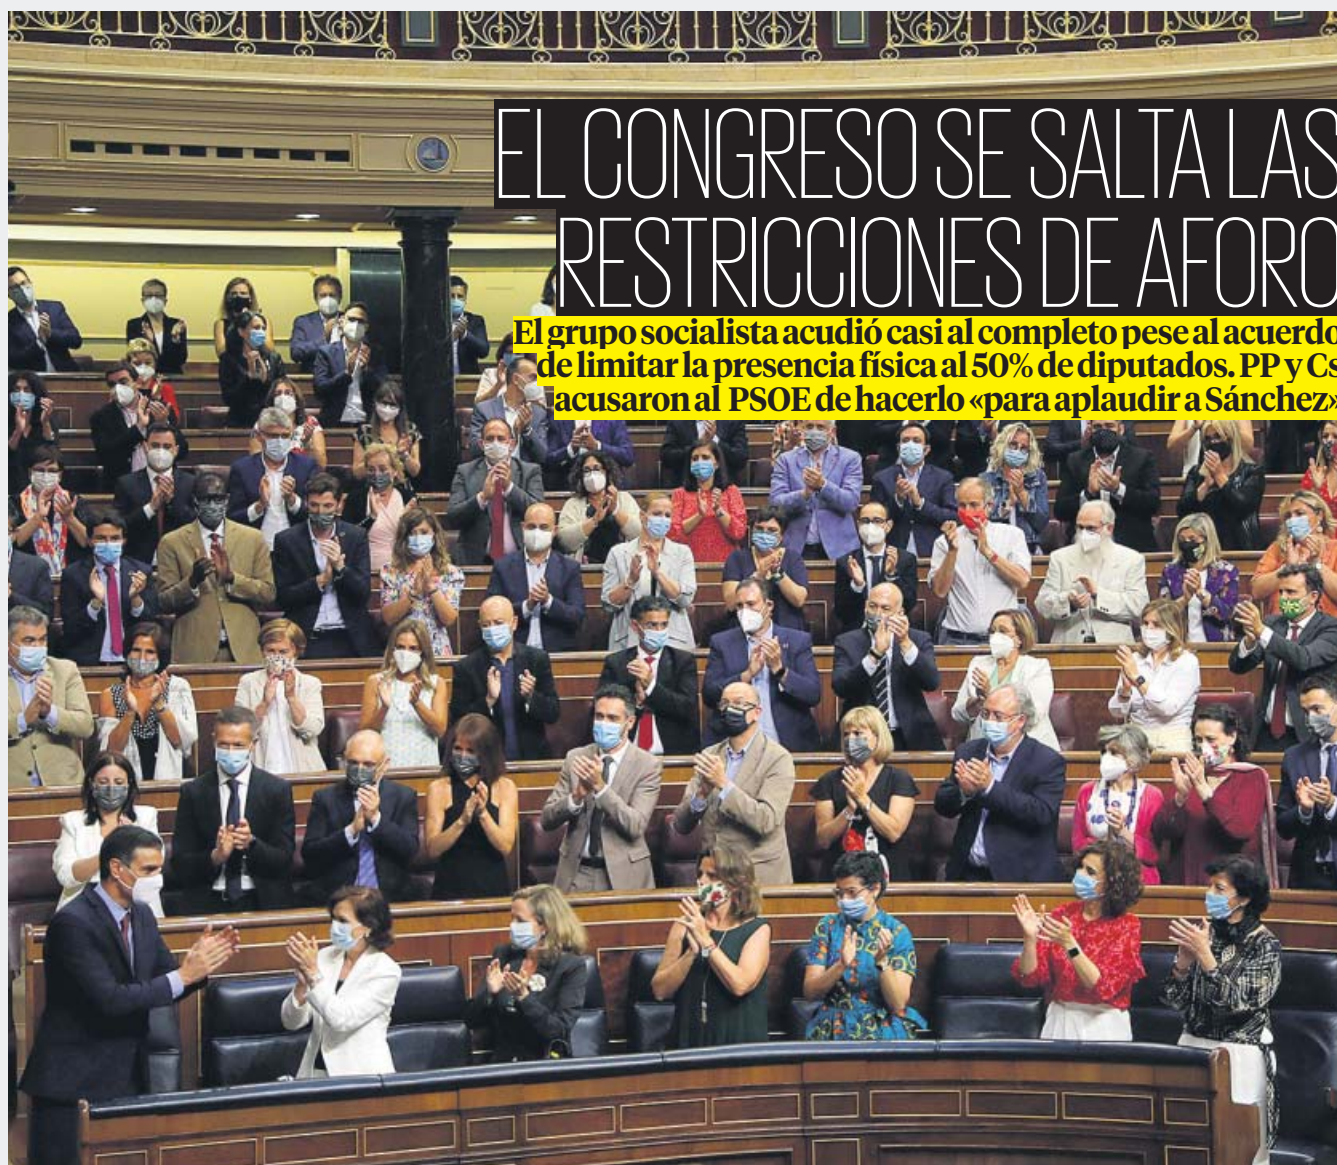 EL CONGRESO SE SALTA LAS
RESTRICCIONES DE AFORO
El grupo socialista acudió casi al completo pese al acuerdo
de limitar la presencia física al 50% de diputados. PP y Cs
acusaron al PSOE de hacerlo «para aplaudir a Sánchez»